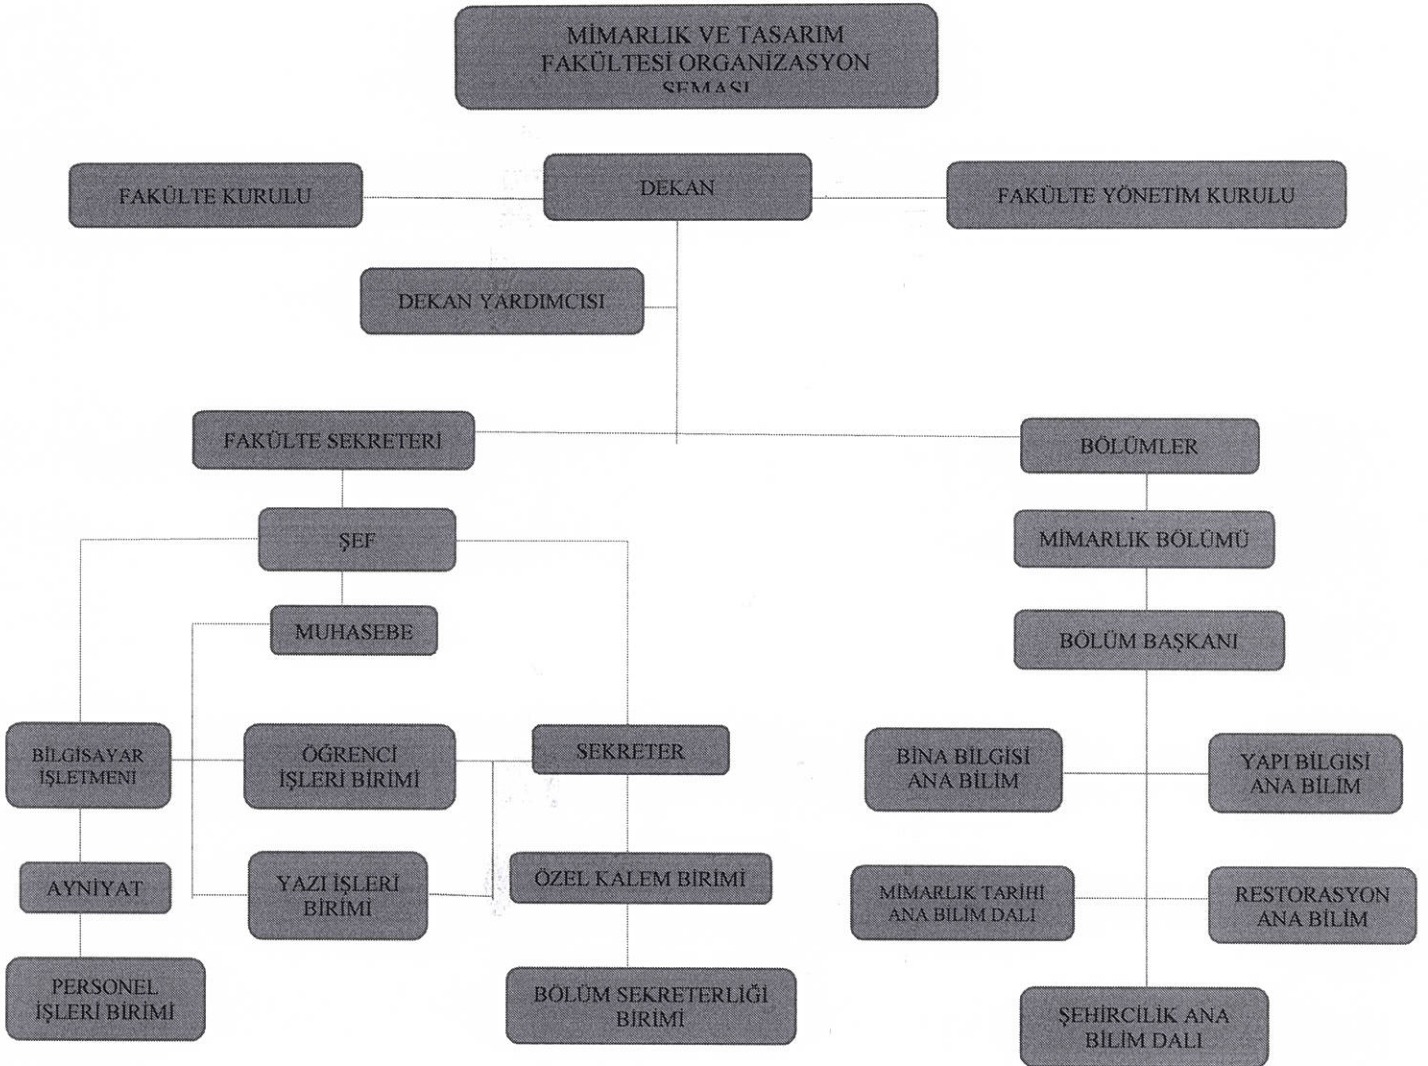 MİMARLIK VE TASARIM
FAKÜLTESİ ORGANİZASYON
ŞEMASI
FAKÜLTE KURULU
DEKAN
FAKÜLTE YÖNETİM KURULU
DEKAN YARDIMCISI
FAKÜLTE SEKRETERİ
BÖLÜMLER
ŞEF
MİMARLIK BÖLÜMÜ
MUHASEBE
BÖLÜM BAŞKANI
BİLGİSAYAR
İŞLETMENİ
ÖĞRENCİ
İŞLERİ BİRİMİ
SEKRETER
BİNA BİLGİSİ
ANA BİLİM
YAPI BİLGİSİ
ANA BİLİM
AYNİYAT
YAZI İŞLERİ
BİRİMİ
ÖZEL KALEM BİRİMİ
MİMARLIK TARİHİ
ANA BİLİM DALI
RESTORASYON
ANA BİLİM
PERSONEL
İŞLERİ BİRİMİ
BÖLÜM SEKRETERLİĞİ
BİRİMİ
ŞEHİRCİLİK ANA
BİLİM DALI